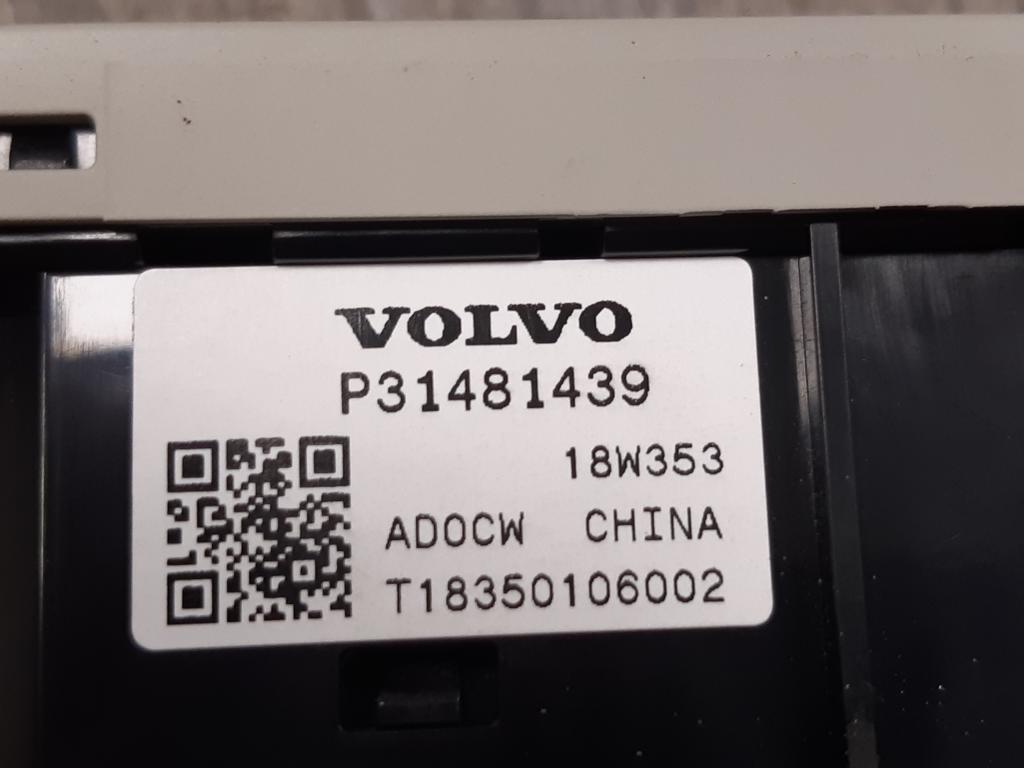 VOLVO
P31481439
18W353
ADOCW CHINA
T18350106002